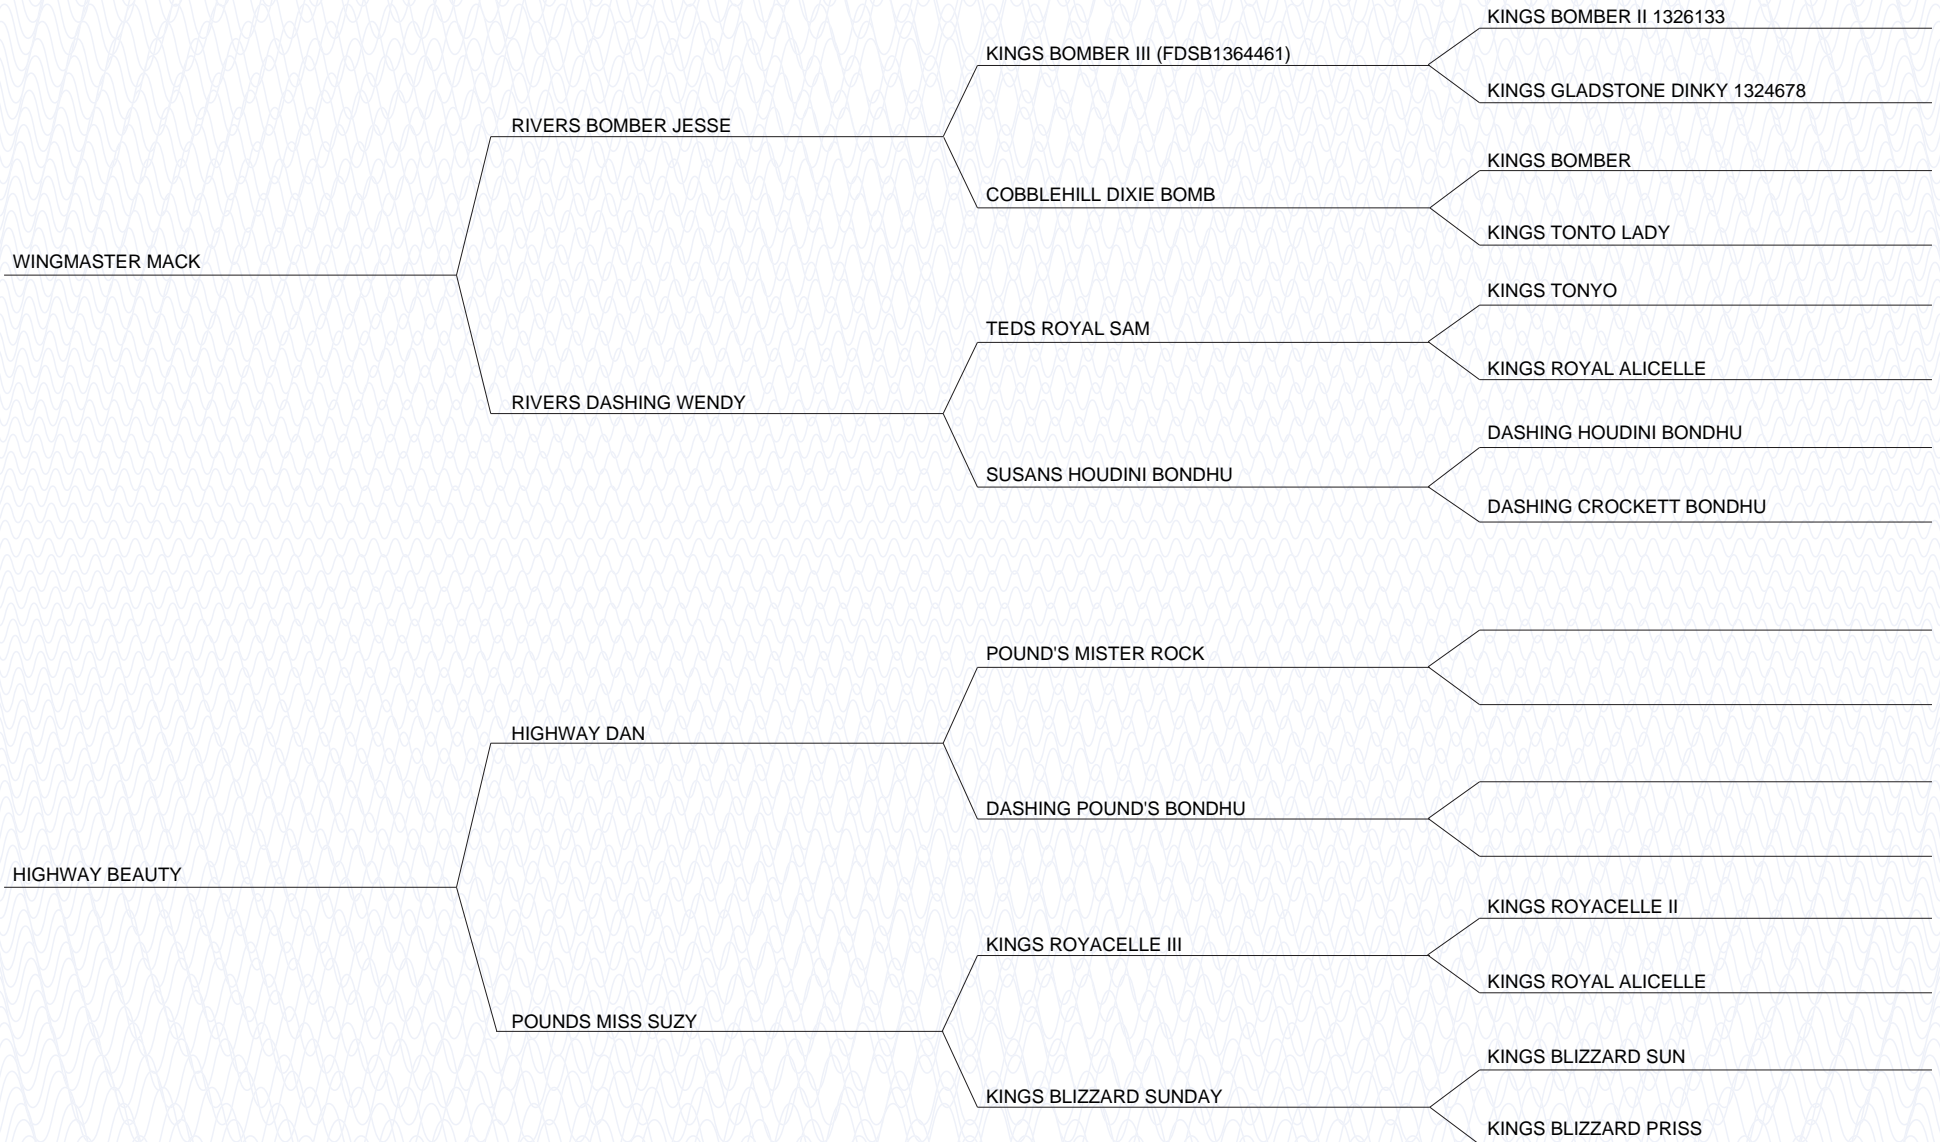 KINGS BOMBER II 1326133
KINGS BOMBER III (FDSB1364461)
KINGS GLADSTONE DINKY 1324678
RIVERS BOMBER JESSE
KINGS BOMBER
COBBLEHILL DIXIE BOMB
KINGS TONTO LADY
WINGMASTER MACK
KINGS TONYO
TEDS ROYAL SAM
KINGS ROYAL ALICELLE
RIVERS DASHING WENDY
DASHING HOUDINI BONDHU
SUSANS HOUDINI BONDHU
DASHING CROCKETT BONDHU
POUND'S MISTER ROCK
HIGHWAY DAN
DASHING POUND'S BONDHU
HIGHWAY BEAUTY
KINGS ROYACELLE II
KINGS ROYACELLE III
KINGS ROYAL ALICELLE
POUNDS MISS SUZY
KINGS BLIZZARD SUN
KINGS BLIZZARD SUNDAY
KINGS BLIZZARD PRISS